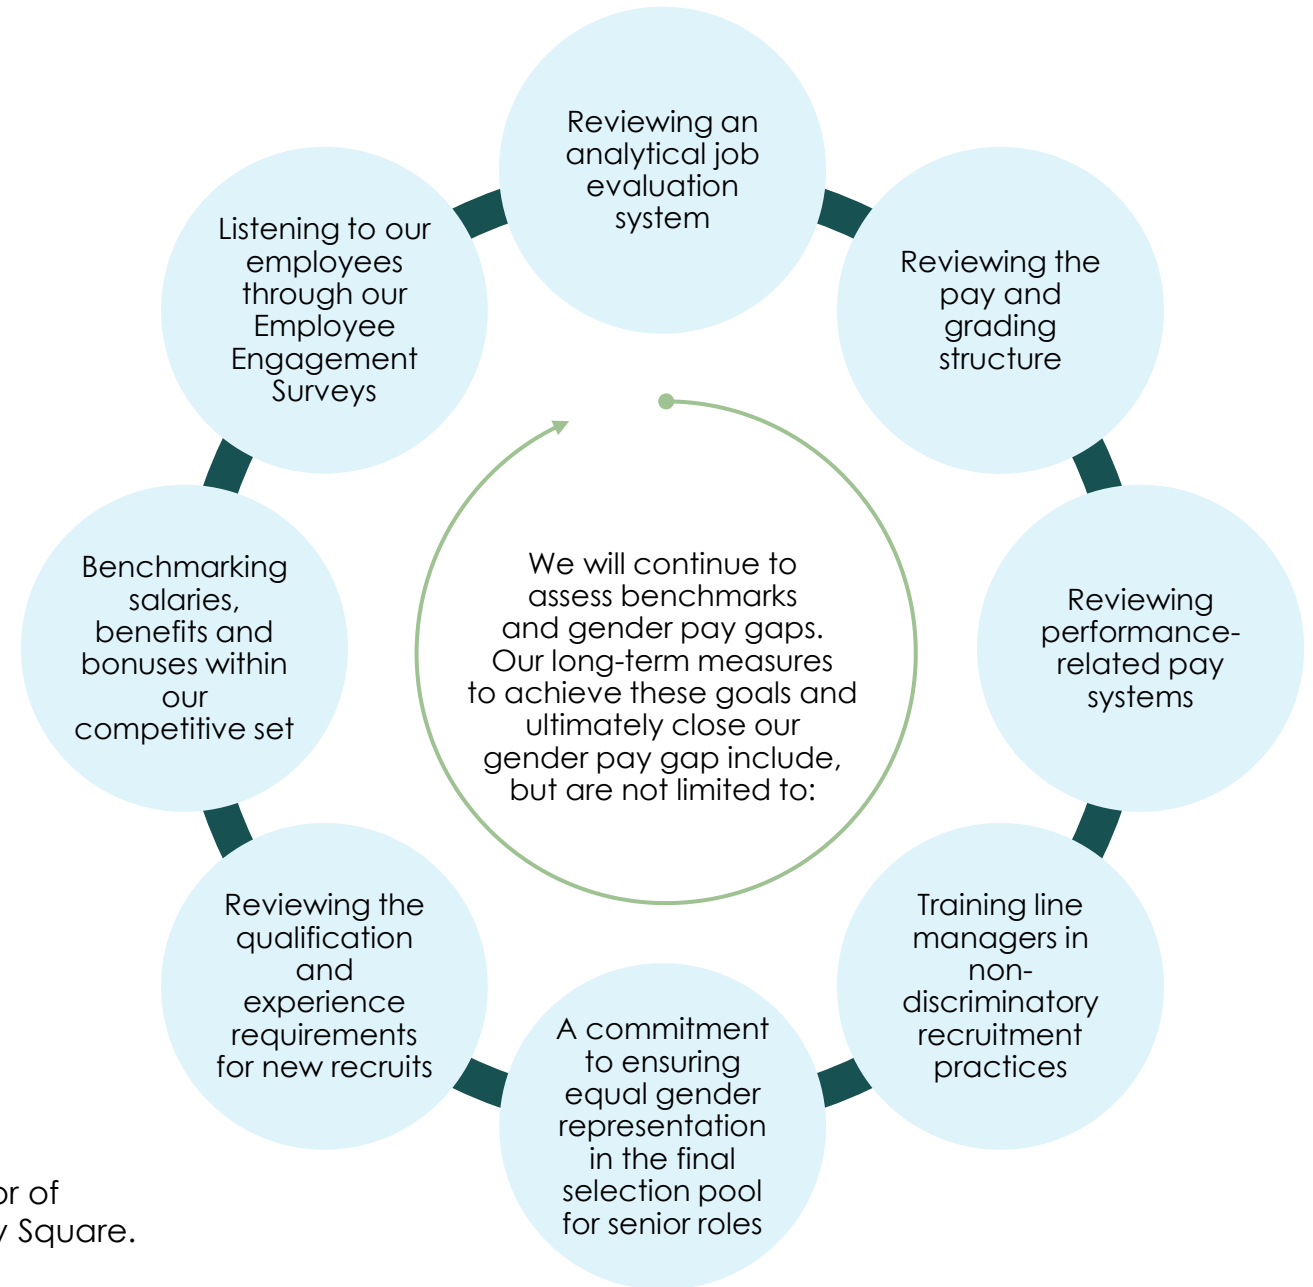 Reviewing an
analytical job
evaluation
system
Reviewing the
pay and
grading
structure
Reviewing
performance-
related pay
systems
Training line
managers in
non-
discriminatory
recruitment
practices
A commitment
to ensuring
equal gender
representation
in the final
selection pool
for senior roles
Reviewing the
qualification
and
experience
requirements
for new recruits
Benchmarking
salaries,
benefits and
bonuses within
our
competitive set
Listening to our
employees
through our
Employee
Engagement
Surveys
We will continue to
assess benchmarks
and gender pay gaps.
Our long-term measures
to achieve these goals and
ultimately close our
gender pay gap include,
but are not limited to:
or of
y Square.